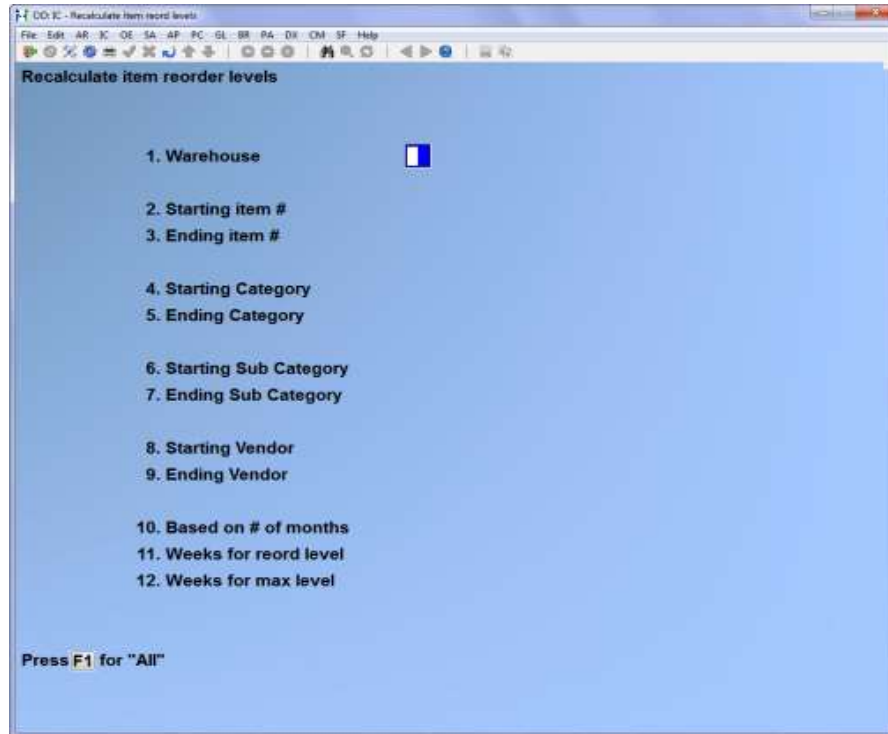 CO: IC - Recalculate item reord levels
File Edit AR IC OE SA AP PC GL BR PA DX CM SF Help
Recalculate item reorder levels
1. Warehouse
2. Starting item #
3. Ending item #
4. Starting Category
5. Ending Category
6. Starting Sub Category
7. Ending Sub Category
8. Starting Vendor
9. Ending Vendor
10. Based on # of months
11. Weeks for reord level
12. Weeks for max level
Press F1 for "All"